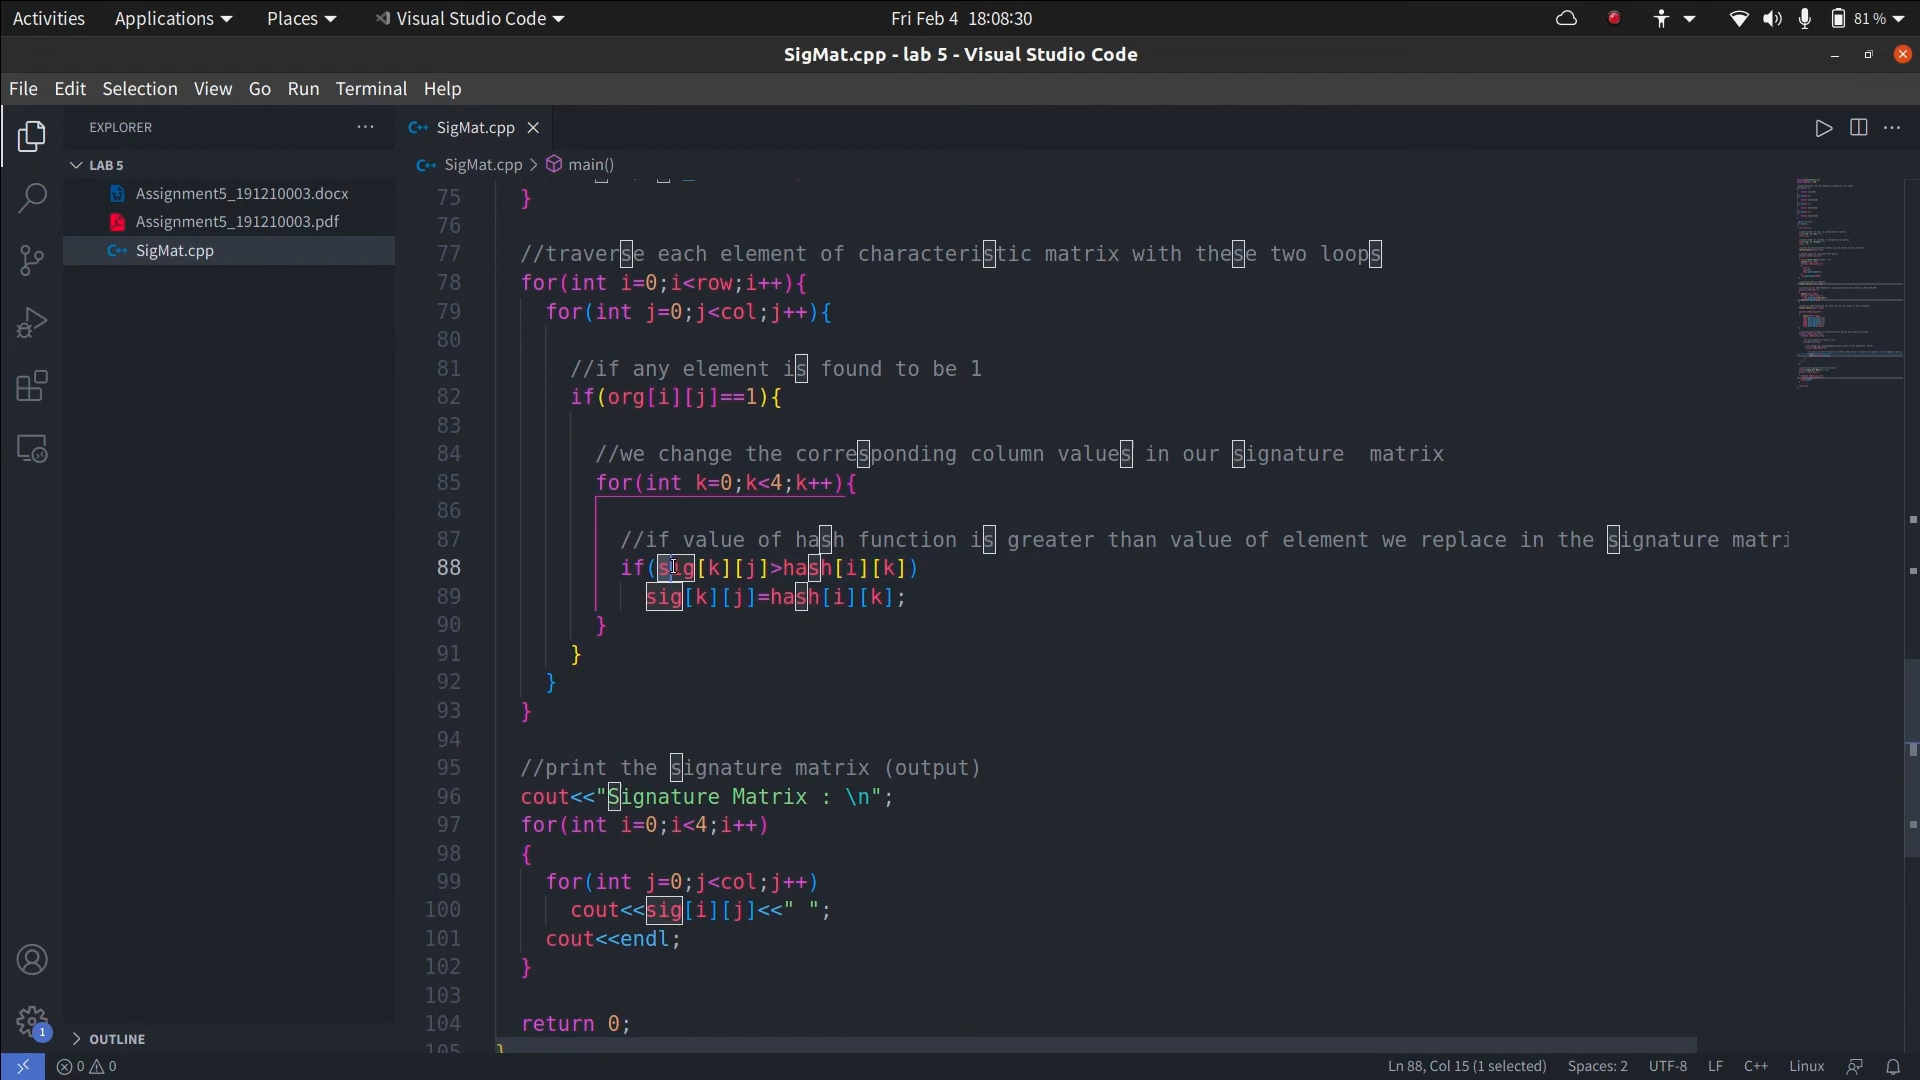 Activities Applications Places Visual Studio Code Fri Feb 4 18:08:30 81 %
SigMat.cpp - lab 5 - Visual Studio Code
File Edit Selection View Go Run Terminal Help
EXPLORER
LAB 5
Assignment5_191210003.docx
Assignment5_191210003.pdf
SigMat.cpp
OUTLINE
1
SigMat.cpp
SigMat.cpp > main()
75 }
76
77 //traverse each element of characteristic matrix with these two loops
78 for(int i=0;i<row;i++){
79 for(int j=0;j<col;j++){
80
81 //if any element is found to be 1
82 if(org[i][j]==1){
83
84 //we change the corresponding column values in our signature  matrix
85 for(int k=0;k<4;k++){
86
87 //if value of hash function is greater than value of element we replace in the signature matri
88 if(sig[k][j]>hash[i][k])
89 sig[k][j]=hash[i][k];
90 }
91 }
92 }
93 }
94
95 //print the signature matrix (output)
96 cout<<"Signature Matrix : \n";
97 for(int i=0;i<4;i++)
98 {
99 for(int j=0;j<col;j++)
100 cout<<sig[i][j]<<" ";
101 cout<<endl;
102 }
103
104 return 0;
105 }
0 0 Ln 88, Col 15 (1 selected) Spaces: 2 UTF-8 LF C++ Linux